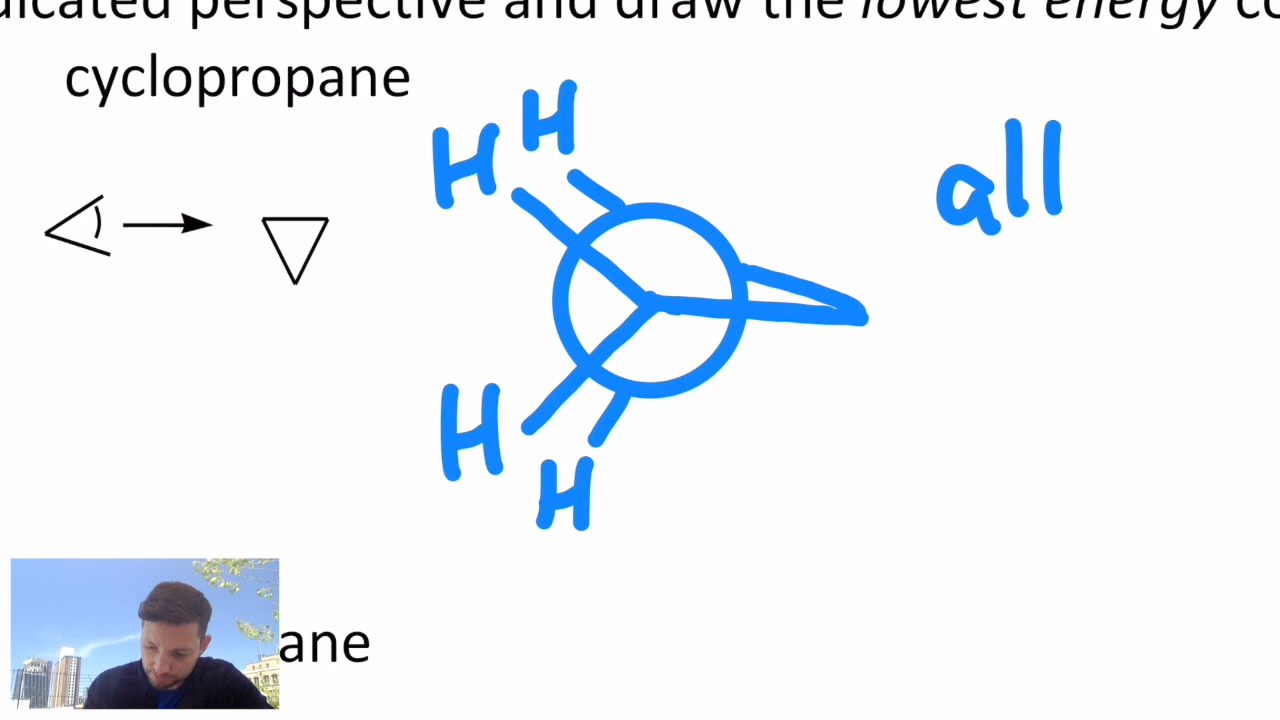 dicated perspective and draw the lowest energy co
cyclopropane
H H
all
H
H
ane